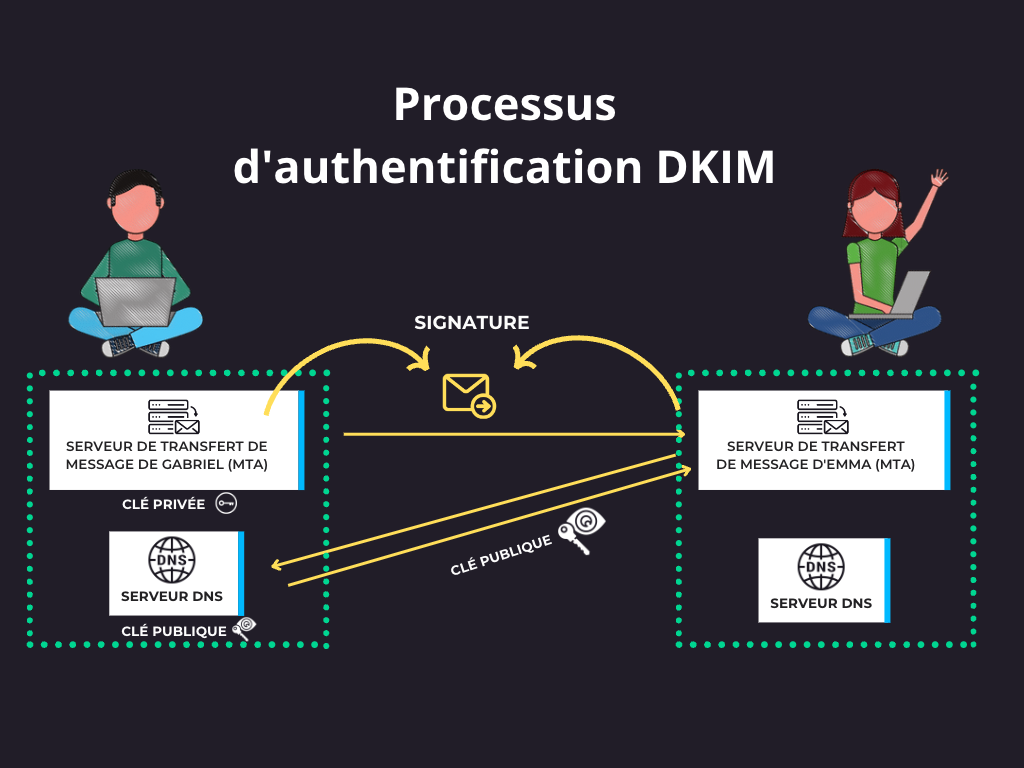 Processus
d'authentification DKIM
SIGNATURE
SERVEUR DE TRANSFERT DE
MESSAGE DE GABRIEL (MTA)
CLÉ PRIVÉE
DNS
SERVEUR DNS
CLÉ PUBLIQUE
CLÉ PUBLIQUE
SERVEUR DE TRANSFERT
DE MESSAGE D'EMMA (MTA)
DNS
SERVEUR DNS